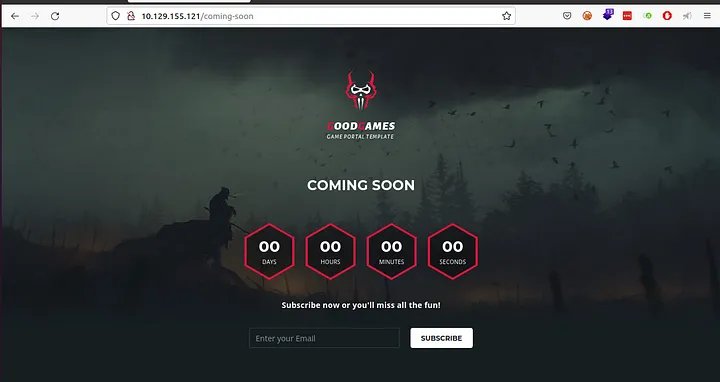 10.129.155.121/coming-soon
13
GOODGAMES
GAME PORTAL TEMPLATE
COMING SOON
00 00 00 00
DAYS HOURS MINUTES SECONDS
Subscribe now or you'll miss all the fun!
Enter your Email SUBSCRIBE